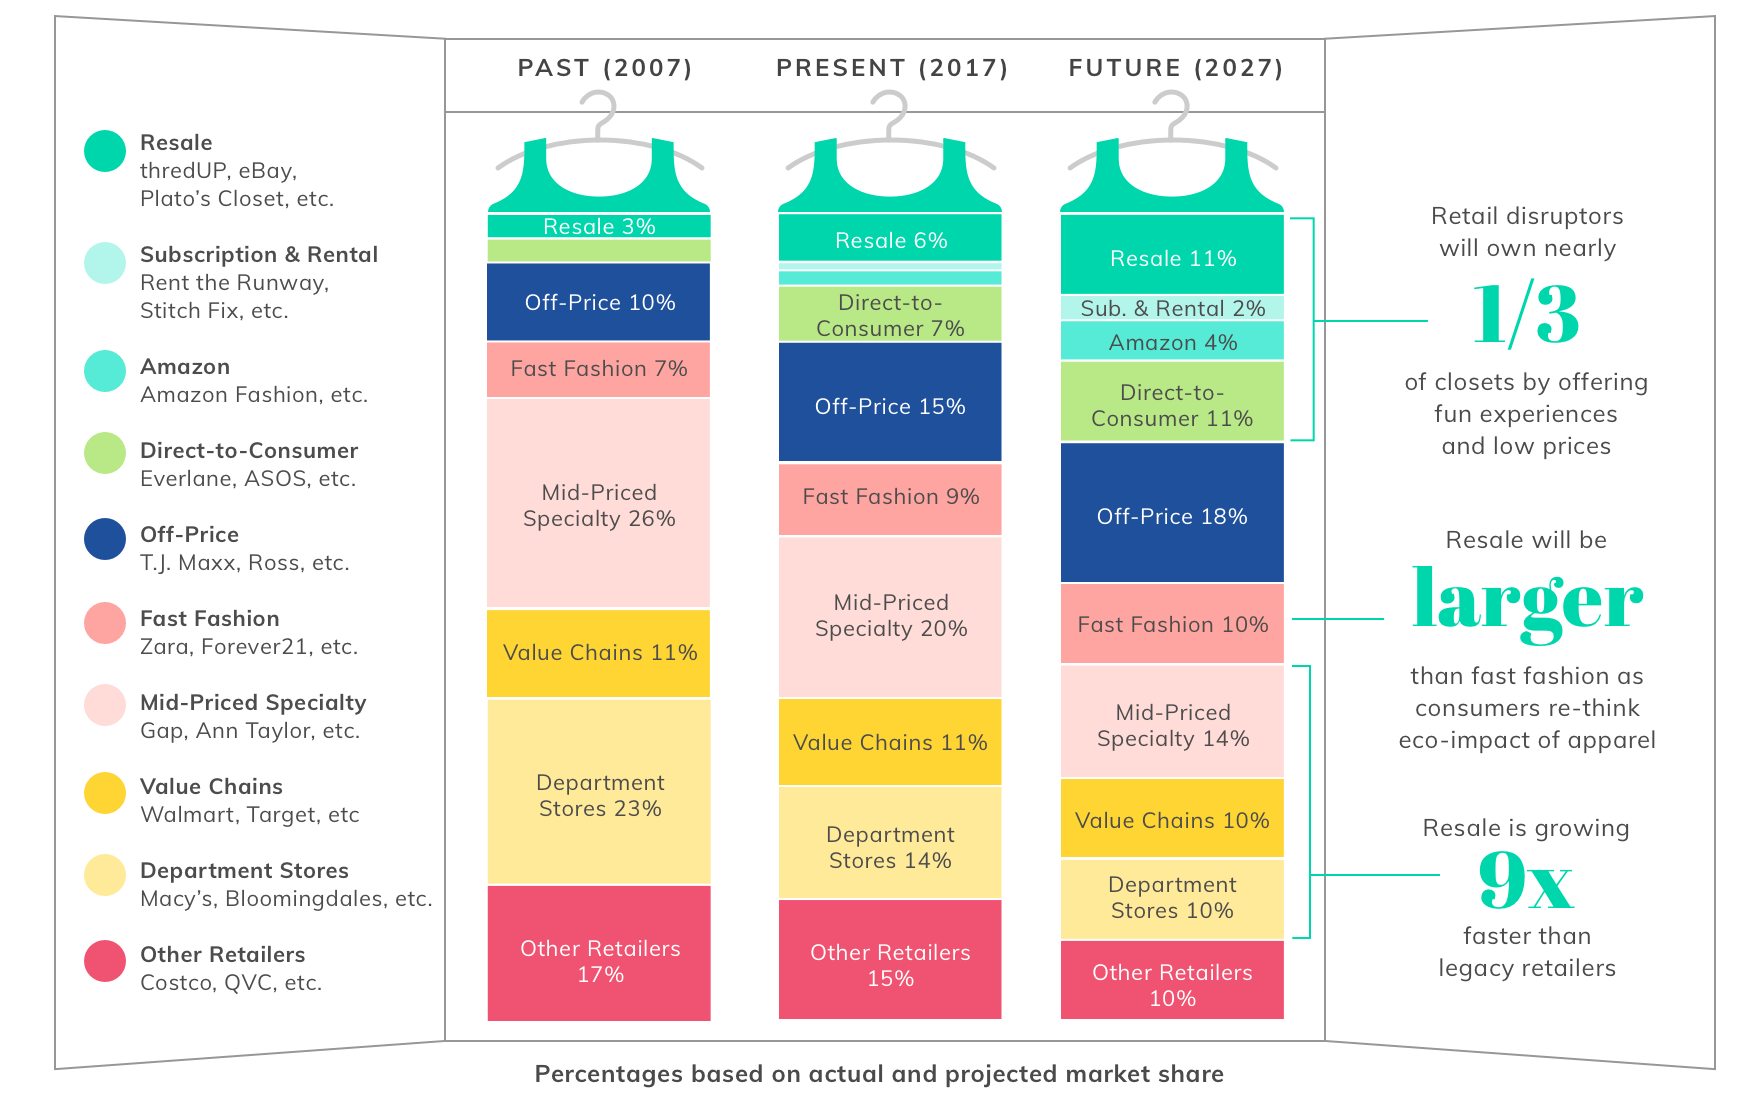 PAST (2007)
PRESENT (2017)
FUTURE (2027)
Resale
thredUP, eBay,
Plato's Closet, etc.
Subscription & Rental
Rent the Runway,
Stitch Fix, etc.
Amazon
Amazon Fashion, etc.
Direct-to-Consumer
Everlane, ASOS, etc.
Off-Price
T.J. Maxx, Ross, etc.
Fast Fashion
Zara, Forever21, etc.
Mid-Priced Specialty
Gap, Ann Taylor, etc.
Value Chains
Walmart, Target, etc
Department Stores
Macy's, Bloomingdales, etc.
Other Retailers
Costco, QVC, etc.
Resale 3%
Off-Price 10%
Fast Fashion 7%
Mid-Priced
Specialty 26%
Value Chains 11%
Department
Stores 23%
Other Retailers
17%
Resale 6%
Direct-to-
Consumer 7%
Off-Price 15%
Fast Fashion 9%
Mid-Priced
Specialty 20%
Value Chains 11%
Department
Stores 14%
Other Retailers
15%
Resale 11%
Sub. & Rental 2%
Amazon 4%
Direct-to-
Consumer 11%
Off-Price 18%
Fast Fashion 10%
Mid-Priced
Specialty 14%
Value Chains 10%
Department
Stores 10%
Other Retailers
10%
Retail disruptors
will own nearly
1/3
of closets by offering
fun experiences
and low prices
Resale will be
larger
than fast fashion as
consumers re-think
eco-impact of apparel
Resale is growing
9x
faster than
legacy retailers
Percentages based on actual and projected market share